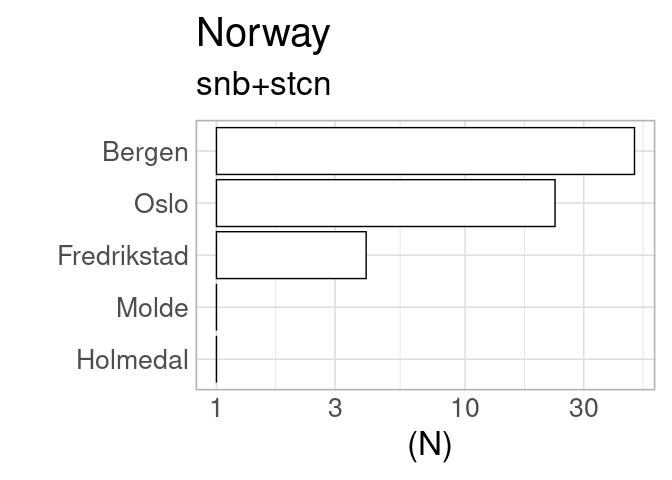 Norway
snb+stcn
Bergen
Oslo
Fredrikstad
Molde
Holmedal
1 3 10 30
(N)